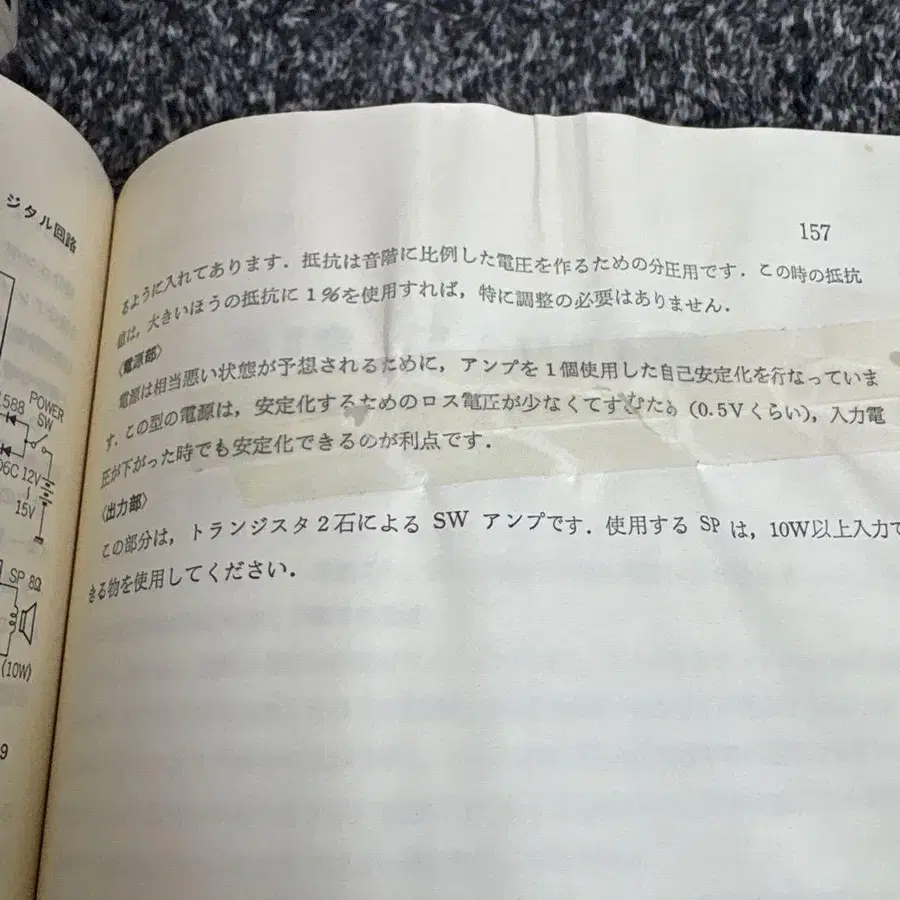 ジタル回路
1588
POWER
SW
06C 12V
15V
SP 8Ω
(10W)
9
157
るように入れてあります．抵抗は音階に比例した電圧を作るための分圧用です．この時の抵抗
値は，大きいほうの抵抗に1％を使用すれば，特に調整の必要はありません．
〈電源部〉
電源は相当悪い状態が予想されるために，アンプを1個使用した自己安定化を行なっていま
す．この型の電源は，安定化するためのロス電圧が少なくてすむため（0.5Vくらい），入力電
圧が下がった時でも安定化できるのが利点です．
〈出力部〉
この部分は，トランジスタ2石による SW アンプです．使用する SP は，10W以上入力で
きる物を使用してください．